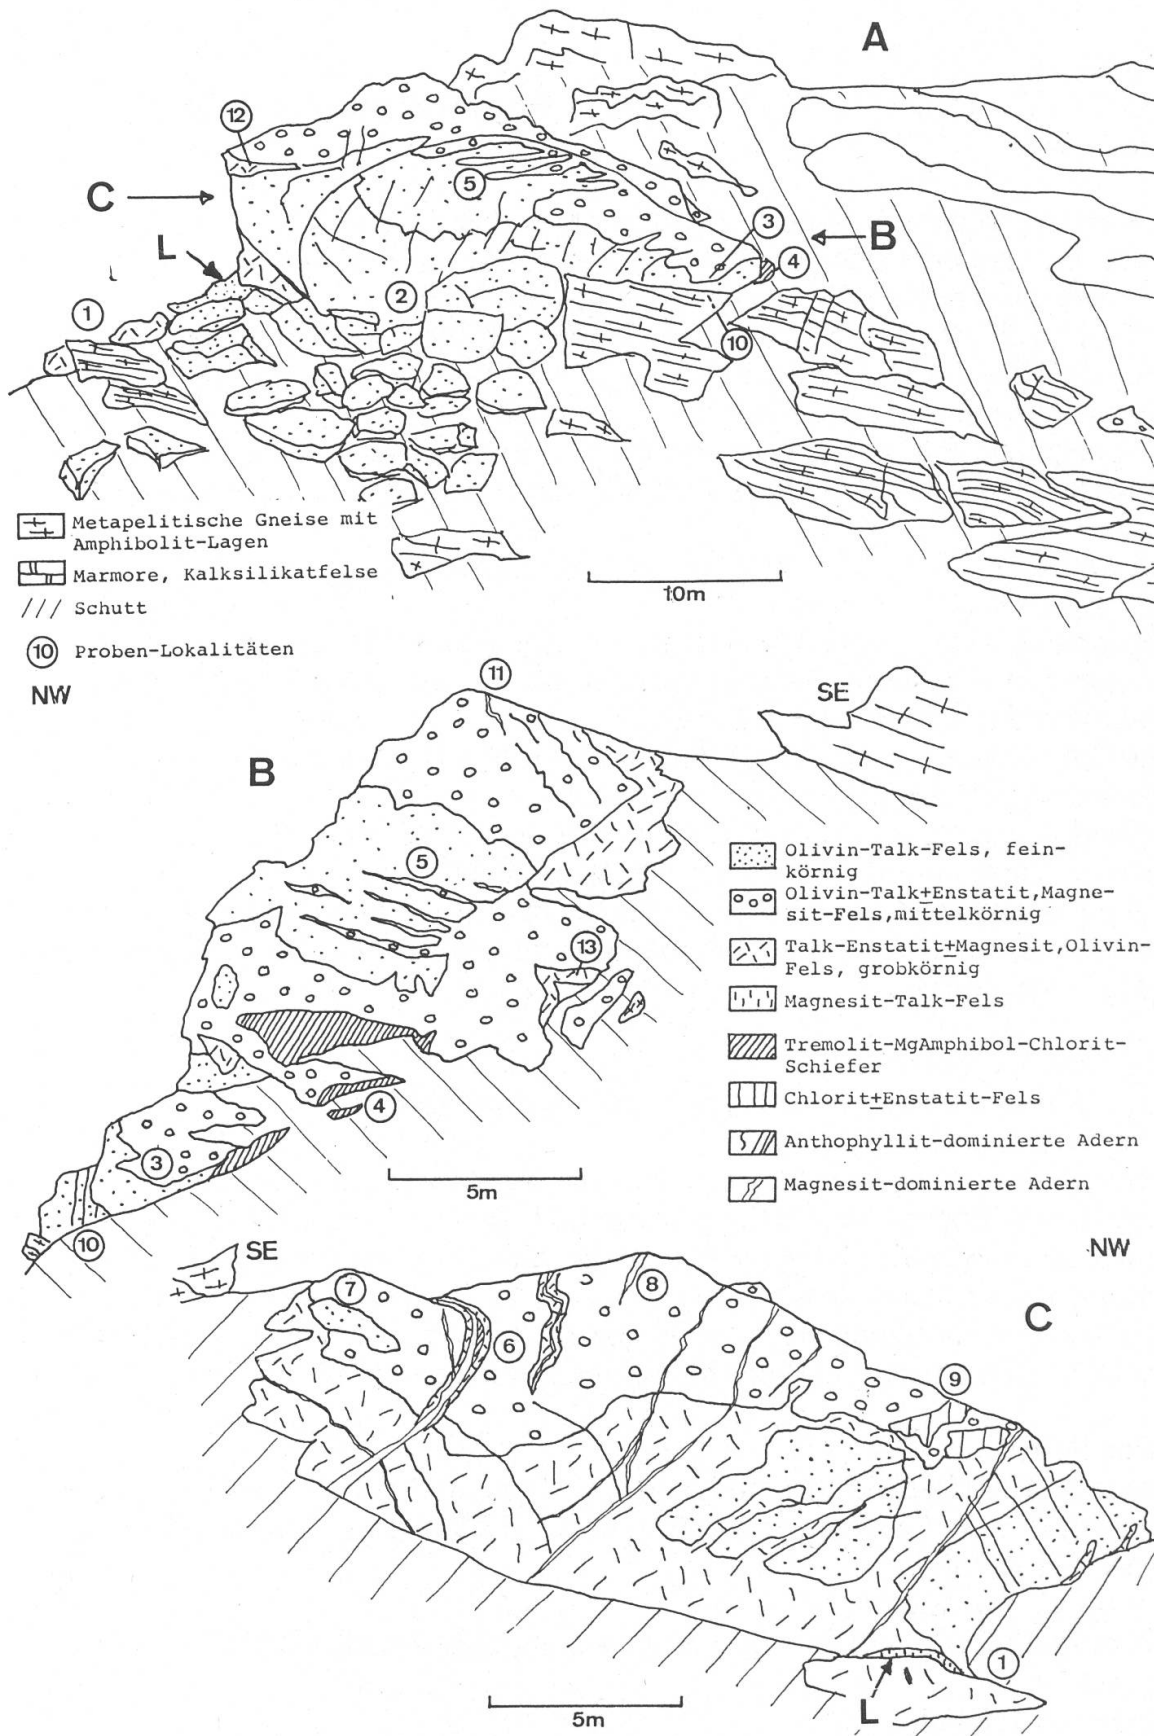 A
12
C
5
L
3
B
4
1
2
10
Metapelitische Gneise mit
Amphibolit-Lagen
Marmore, Kalksilikatfelse
10m
Schutt
10 Proben-Lokalitäten
NW
11
SE
B
5
13
4
3
10
5m
Olivin-Talk-Fels, fein-
körnig
Olivin-Talk±Enstatit,Magne-
sit-Fels,mittelkörnig
Talk-Enstatit±Magnesit,Olivin-
Fels, grobkörnig
Magnesit-Talk-Fels
Tremolit-MgAmphibol-Chlorit-
Schiefer
Chlorit±Enstatit-Fels
Anthophyllit-dominierte Adern
Magnesit-dominierte Adern
SE
NW
7
8
C
6
9
1
L
5m